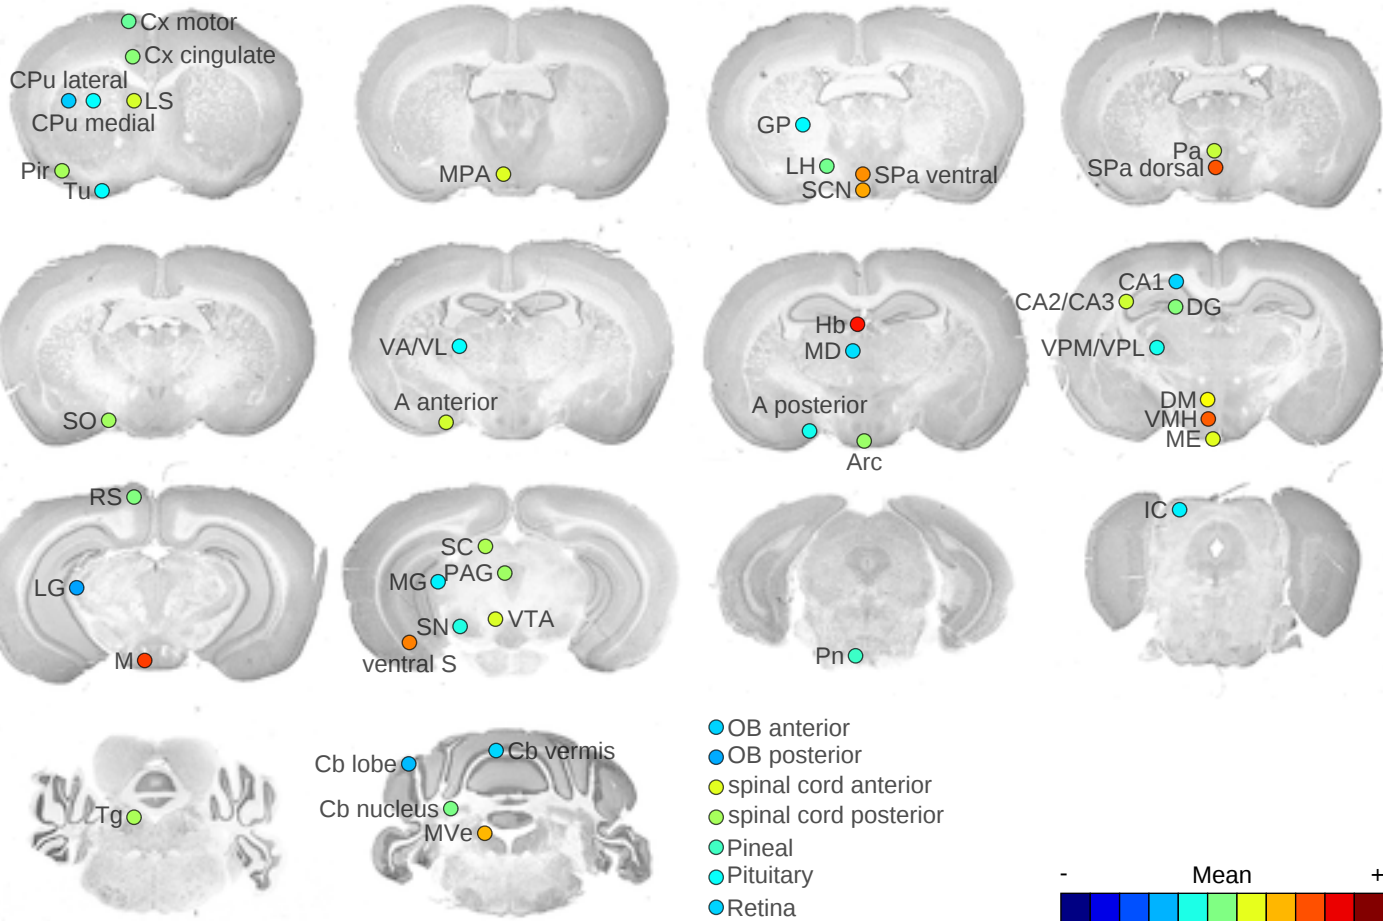 Cx motor
Cx cingulate
CPu lateral
LS
CPu medial
Pir
Tu
MPA
GP
LH
SPa ventral
SCN
Pa
SPa dorsal
SO
VA/VL
A anterior
Hb
MD
A posterior
Arc
CA1
CA2/CA3
DG
VPM/VPL
DM
VMH
ME
RS
LG
M
SC
MG
PAG
SN
VTA
ventral S
Pn
IC
Tg
Cb lobe
Cb vermis
Cb nucleus
MVe
OB anterior
OB posterior
spinal cord anterior
spinal cord posterior
Pineal
Pituitary
Retina
- Mean +